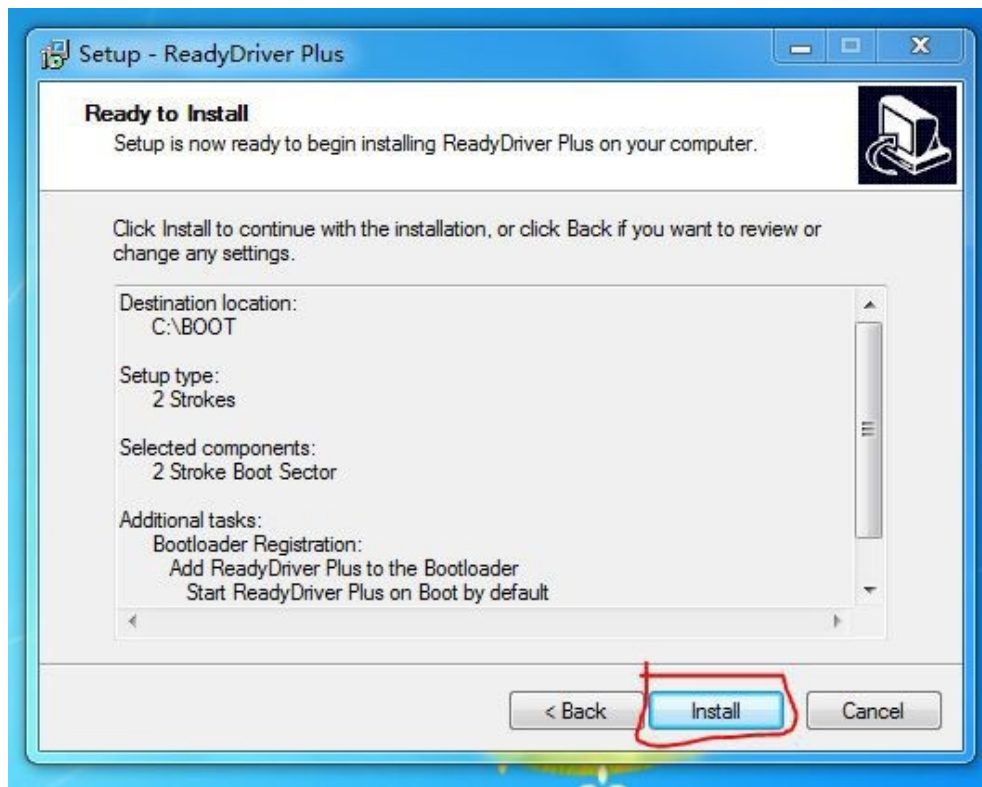 Setup - ReadyDriver Plus
Ready to Install
Setup is now ready to begin installing ReadyDriver Plus on your computer.
Click Install to continue with the installation, or click Back if you want to review or
change any settings.
Destination location:
C:\BOOT
Setup type:
2 Strokes
Selected components:
2 Stroke Boot Sector
Additional tasks:
Bootloader Registration:
Add ReadyDriver Plus to the Bootloader
Start ReadyDriver Plus on Boot by default
< Back
Install
Cancel